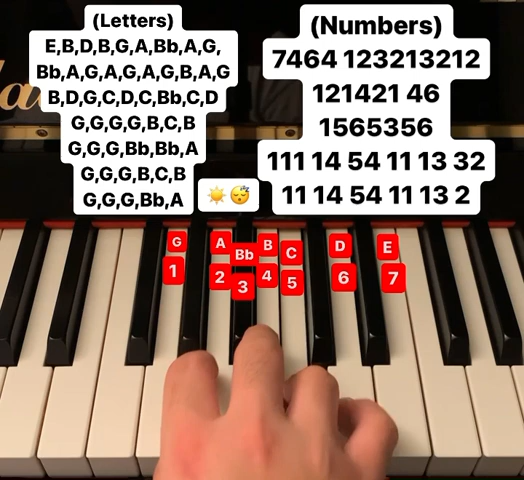 (Letters)
E,B,D,B,G,A,Bb,A,G,
Bb,A,G,A,G,A,G,B,A,G
B,D,G,C,D,C,Bb,C,D
G,G,G,G,B,C,B
G,G,G,Bb,Bb,A
G,G,G,B,C,B
G,G,G,Bb,A
☀️😴
(Numbers)
7464 123213212
121421 46
1565356
111 14 54 11 13 32
11 14 54 11 13 2
G A Bb B C D E
1 2 3 4 5 6 7